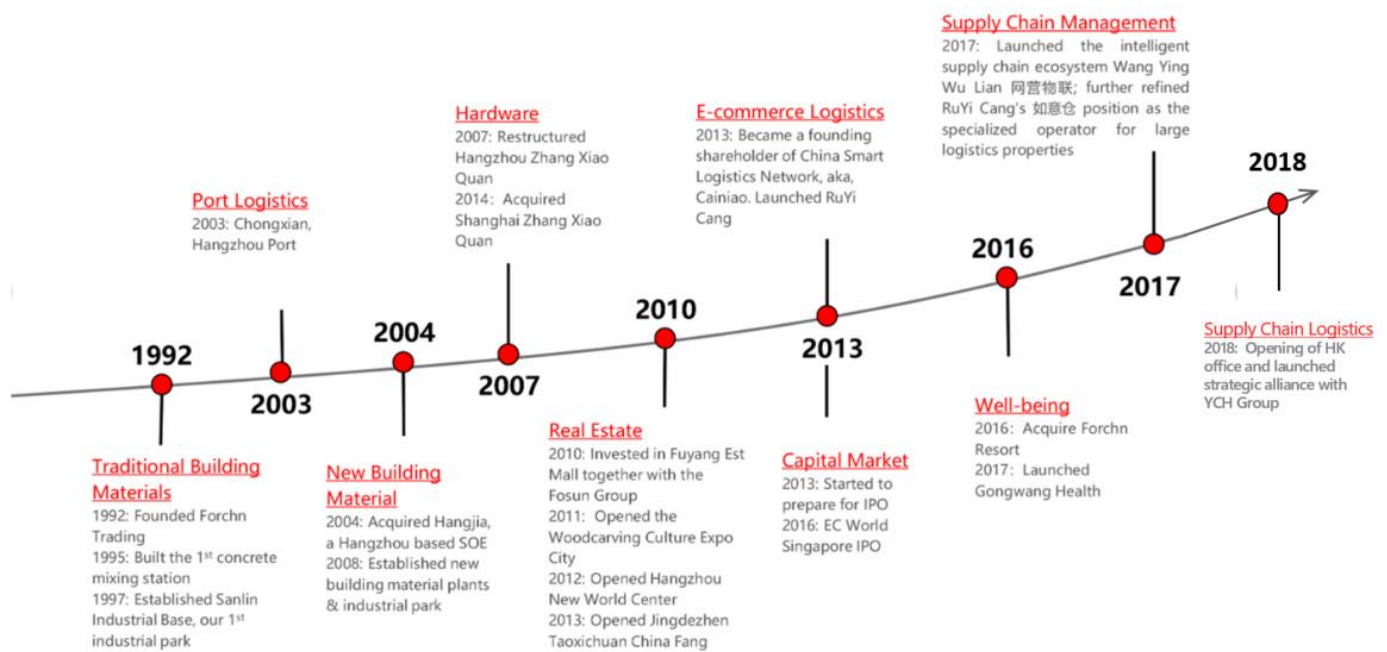 Supply Chain Management
2017: Launched the intelligent
supply chain ecosystem Wang Ying
Wu Lian 网营物联; further refined
RuYi Cang's 如意仓 position as the
specialized operator for large
logistics properties
Hardware
2007: Restructured
Hangzhou Zhang Xiao
Quan
2014: Acquired
Shanghai Zhang Xiao
Quan
E-commerce Logistics
2013: Became a founding
shareholder of China Smart
Logistics Network, aka,
Cainiao. Launched RuYi
Cang
Port Logistics
2003: Chongxian,
Hangzhou Port
1992
2003
2004
2007
2010
2013
2016
2017
2018
Traditional Building
Materials
1992: Founded Forchn
Trading
1995: Built the 1st concrete
mixing station
1997: Established Sanlin
Industrial Base, our 1st
industrial park
New Building
Material
2004: Acquired Hangjia,
a Hangzhou based SOE
2008: Established new
building material plants
& industrial park
Real Estate
2010: Invested in Fuyang Est
Mall together with the
Fosun Group
2011: Opened the
Woodcarving Culture Expo
City
2012: Opened Hangzhou
New World Center
2013: Opened Jingdezhen
Taoxichuan China Fang
Capital Market
2013: Started to
prepare for IPO
2016: EC World
Singapore IPO
Well-being
2016: Acquire Forchn
Resort
2017: Launched
Gongwang Health
Supply Chain Logistics
2018: Opening of HK
office and launched
strategic alliance with
YCH Group